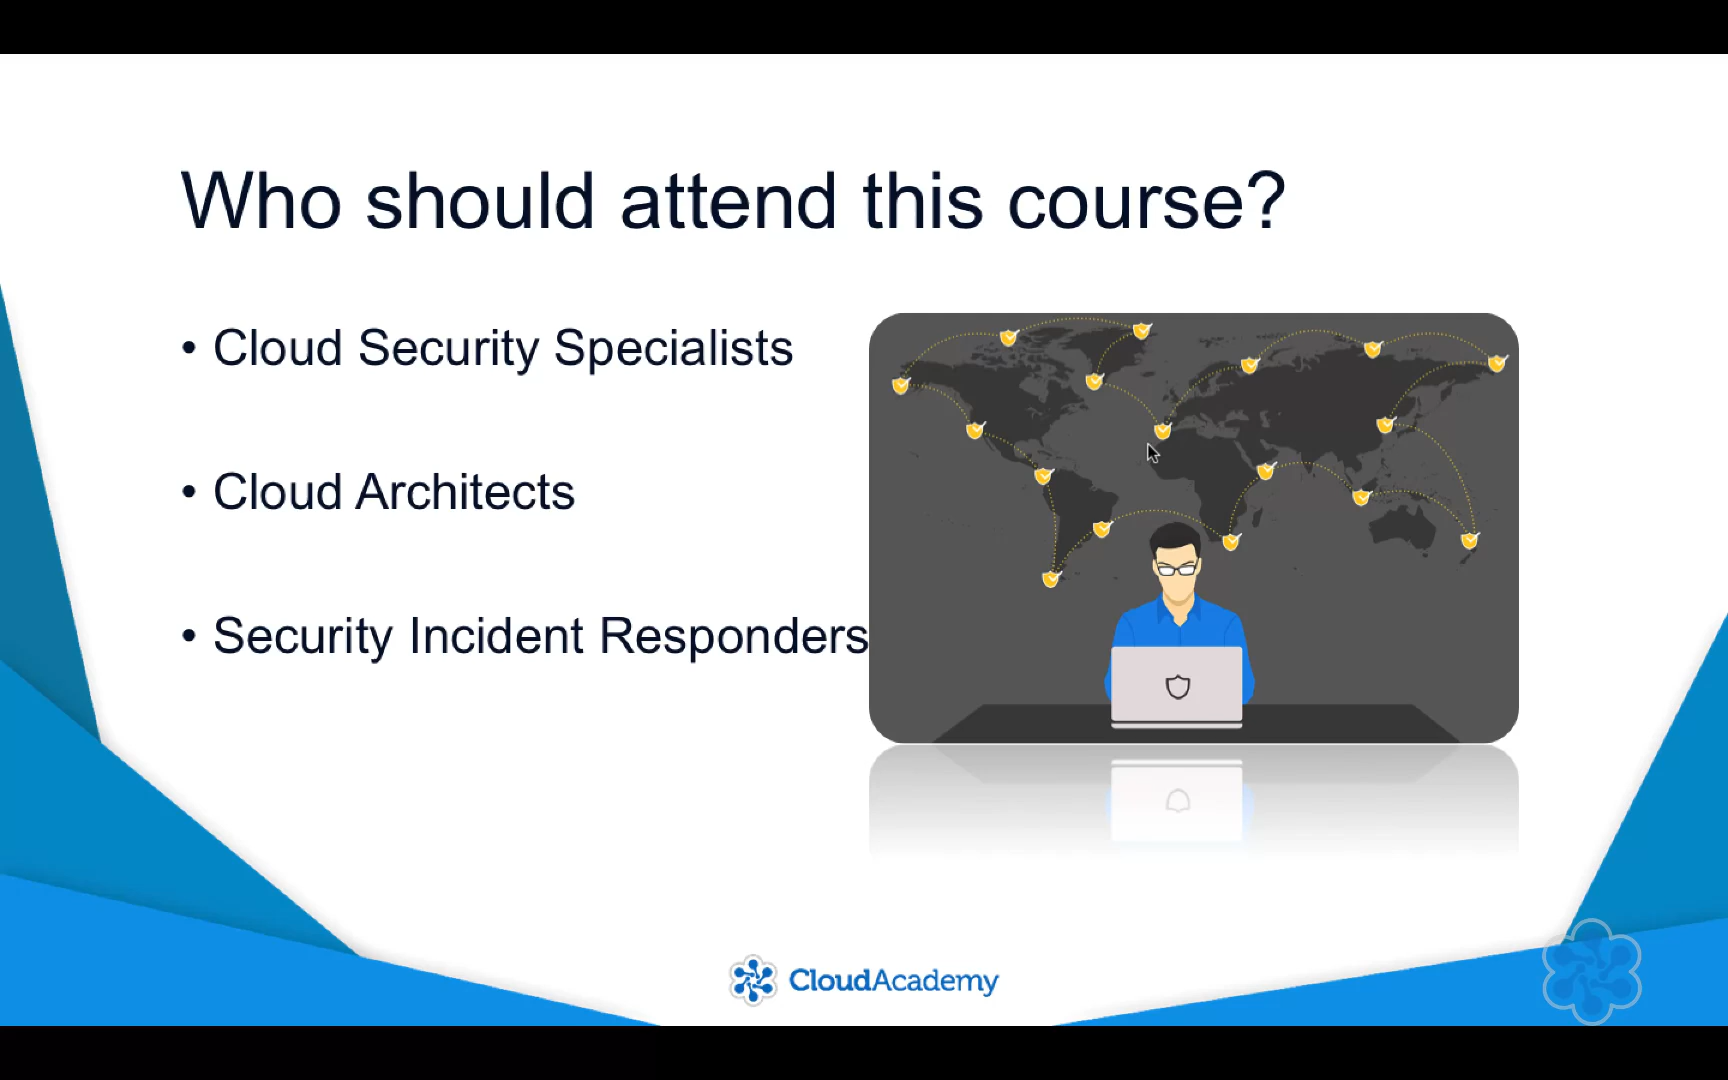 Who should attend this course?
• Cloud Security Specialists
• Cloud Architects
• Security Incident Responders
CloudAcademy